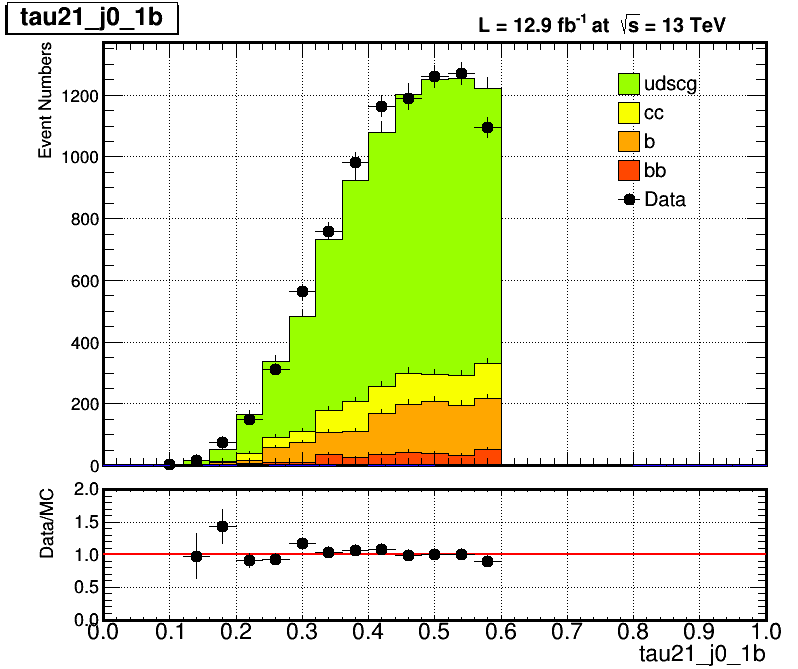 tau21_j0_1b
L = 12.9 fb-1 at √s = 13 TeV
Event Numbers
1200
1000
800
600
400
200
0
udscg
cc
b
bb
Data
Data/MC
2.0
1.5
1.0
0.5
0.0
0.0 0.1 0.2 0.3 0.4 0.5 0.6 0.7 0.8 0.9 1.0
tau21_j0_1b